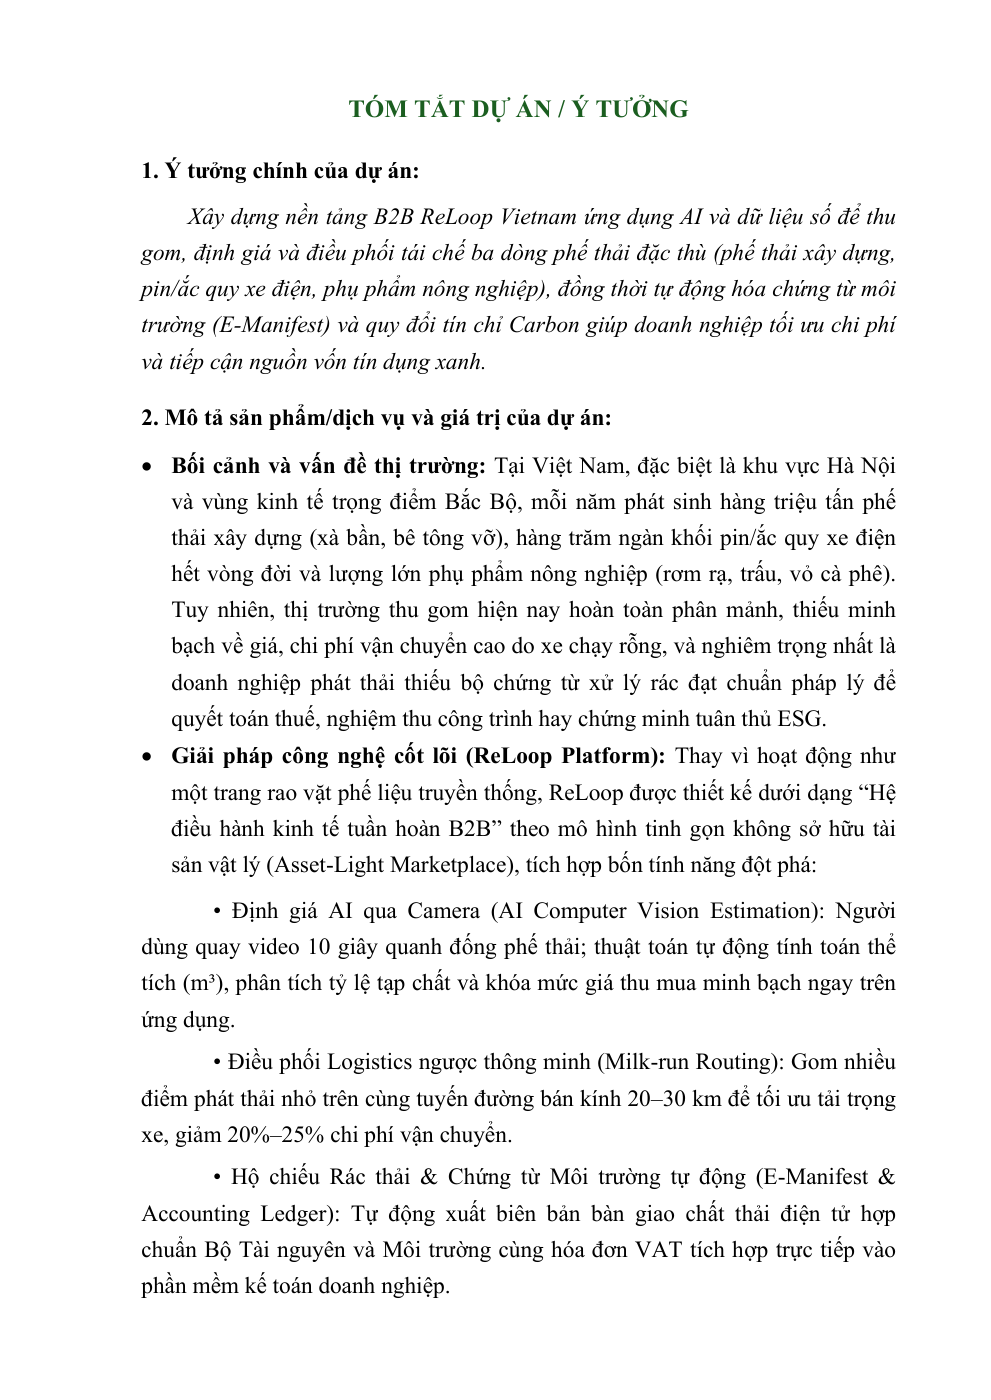 TÓM TẮT DỰ ÁN / Ý TƯỞNG
1. Ý tưởng chính của dự án:
Xây dựng nền tảng B2B ReLoop Vietnam ứng dụng AI và dữ liệu số để thu
gom, định giá và điều phối tái chế ba dòng phế thải đặc thù (phế thải xây dựng,
pin/ắc quy xe điện, phụ phẩm nông nghiệp), đồng thời tự động hóa chứng từ môi
trường (E-Manifest) và quy đổi tín chỉ Carbon giúp doanh nghiệp tối ưu chi phí
và tiếp cận nguồn vốn tín dụng xanh.
2. Mô tả sản phẩm/dịch vụ và giá trị của dự án:
• Bối cảnh và vấn đề thị trường: Tại Việt Nam, đặc biệt là khu vực Hà Nội
và vùng kinh tế trọng điểm Bắc Bộ, mỗi năm phát sinh hàng triệu tấn phế
thải xây dựng (xà bần, bê tông vỡ), hàng trăm ngàn khối pin/ắc quy xe điện
hết vòng đời và lượng lớn phụ phẩm nông nghiệp (rơm rạ, trấu, vỏ cà phê).
Tuy nhiên, thị trường thu gom hiện nay hoàn toàn phân mảnh, thiếu minh
bạch về giá, chi phí vận chuyển cao do xe chạy rỗng, và nghiêm trọng nhất là
doanh nghiệp phát thải thiếu bộ chứng từ xử lý rác đạt chuẩn pháp lý để
quyết toán thuế, nghiệm thu công trình hay chứng minh tuân thủ ESG.
• Giải pháp công nghệ cốt lõi (ReLoop Platform): Thay vì hoạt động như
một trang rao vặt phế liệu truyền thống, ReLoop được thiết kế dưới dạng “Hệ
điều hành kinh tế tuần hoàn B2B” theo mô hình tinh gọn không sở hữu tài
sản vật lý (Asset-Light Marketplace), tích hợp bốn tính năng đột phá:
• Định giá AI qua Camera (AI Computer Vision Estimation): Người
dùng quay video 10 giây quanh đống phế thải; thuật toán tự động tính toán thể
tích (m³), phân tích tỷ lệ tạp chất và khóa mức giá thu mua minh bạch ngay trên
ứng dụng.
• Điều phối Logistics ngược thông minh (Milk-run Routing): Gom nhiều
điểm phát thải nhỏ trên cùng tuyến đường bán kính 20–30 km để tối ưu tải trọng
xe, giảm 20%–25% chi phí vận chuyển.
• Hộ chiếu Rác thải & Chứng từ Môi trường tự động (E-Manifest &
Accounting Ledger): Tự động xuất biên bản bàn giao chất thải điện tử hợp
chuẩn Bộ Tài nguyên và Môi trường cùng hóa đơn VAT tích hợp trực tiếp vào
phần mềm kế toán doanh nghiệp.